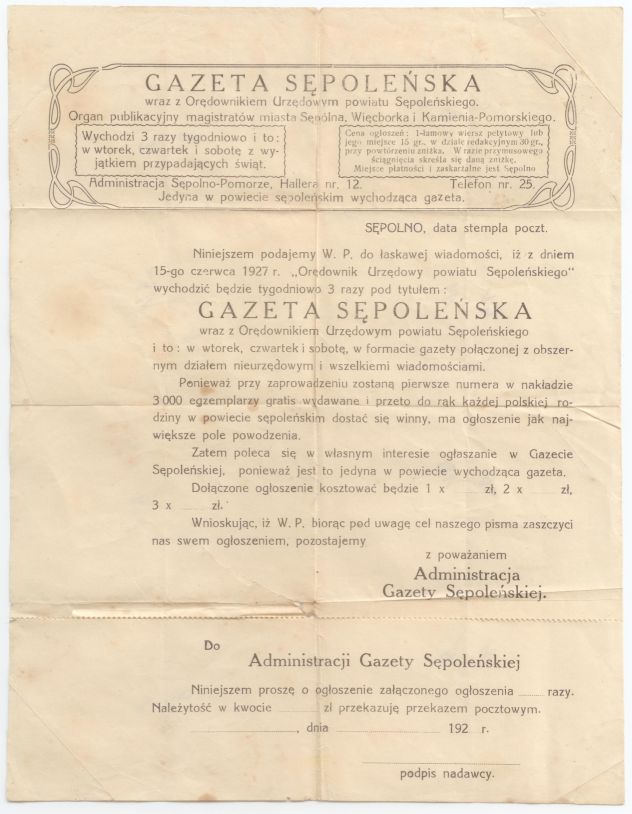 GAZETA SĘPOLEŃSKA
wraz z Orędownikiem Urzędowym powiatu Sępoleńskiego.
Organ publikacyjny magistratów miasta Sępólna, Więcborka i Kamienia-Pomorskiego.
Wychodzi 3 razy tygodniowo i to:
w wtorek, czwartek i sobotę z wy-
jątkiem przypadających świąt.
Cena ogłoszeń: 1-łamowy wiersz petytowy lub
jego miejsce 15 gr., w dziale redakcyjnym 30 gr.,
przy powtórzeniu zniżka. W razie przymusowego
ściągnięcia skreśla się daną zniżkę.
Miejsce płatności i zaskarżalne jest Sępolno
Administracja Sępolno-Pomorze, Hallera nr. 12. Telefon nr. 25.
Jedyna w powiecie sępoleńskim wychodząca gazeta.
SĘPOLNO, data stempla poczt.
Niniejszem podajemy W. P. do łaskawej wiadomości, iż z dniem
15-go czerwca 1927 r. „Orędownik Urzędowy powiatu Sępoleńskiego"
wychodzić będzie tygodniowo 3 razy pod tytułem:
GAZETA SĘPOLEŃSKA
wraz z Orędownikiem Urzędowym powiatu Sępoleńskiego
i to: w wtorek, czwartek i sobotę, w formacie gazety połączonej z obszer-
nym działem nieurzędowym i wszelkiemi wiadomościami.
Ponieważ przy zaprowadzeniu zostaną pierwsze numera w nakładzie
3 000 egzemplarzy gratis wydawane i przeto do rąk każdej polskiej ro-
dziny w powiecie sępoleńskim dostać się winny, ma ogłoszenie jak naj-
większe pole powodzenia.
Zatem poleca się w własnym interesie ogłaszanie w Gazecie
Sępoleńskiej, ponieważ jest to jedyna w powiecie wychodząca gazeta.
Dołączone ogłoszenie kosztować będzie 1 x ...... zł, 2 x ...... zł,
3 x ...... zł.
Wnioskując, iż W. P. biorąc pod uwagę cel naszego pisma zaszczyci
nas swem ogłoszeniem, pozostajemy
z poważaniem
Administracja
Gazety Sępoleńskiej.
Do
Administracji Gazety Sępoleńskiej
Niniejszem proszę o ogłoszenie załączonego ogłoszenia ...... razy.
Należytość w kwocie ...... zł przekazuję przekazem pocztowym.
......, dnia ...... 192 r.
podpis nadawcy.